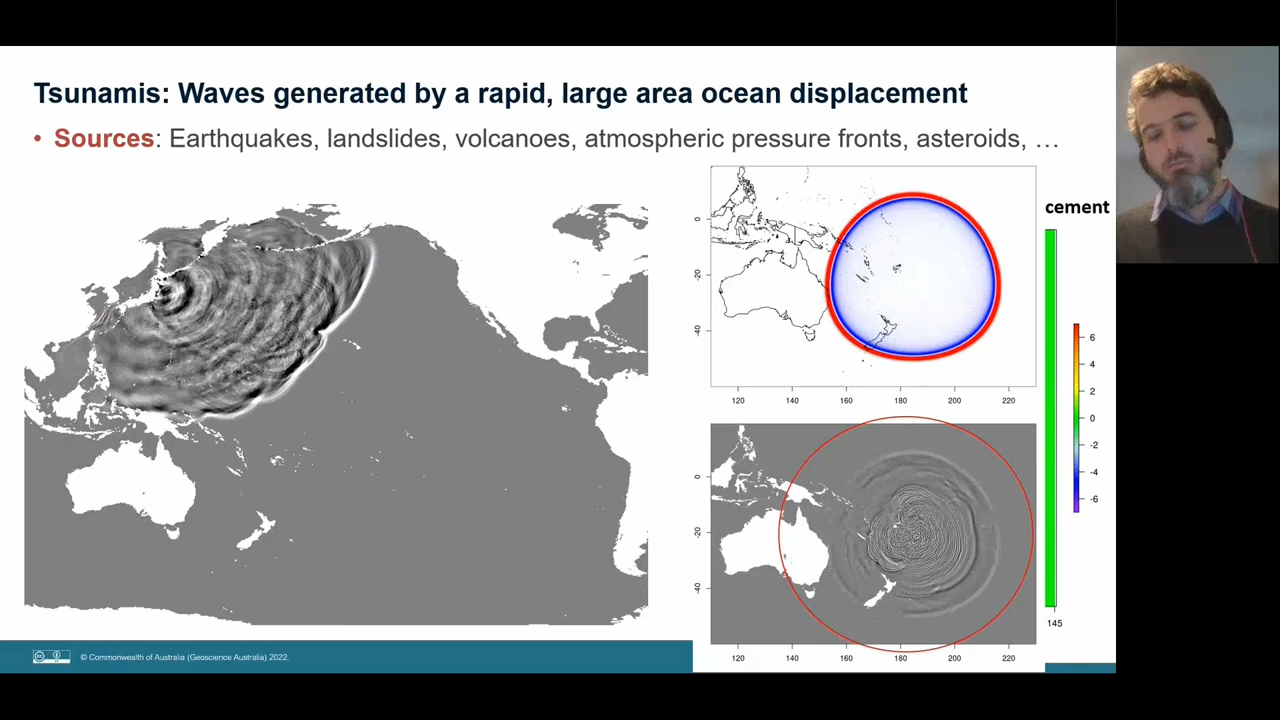 Tsunamis: Waves generated by a rapid, large area ocean displacement
• Sources: Earthquakes, landslides, volcanoes, atmospheric pressure fronts, asteroids, …
cement
0
-20
-40
120 140 160 180 200 220
6
4
2
0
-2
-4
-6
0
-20
-40
120 140 160 180 200 220
145
© Commonwealth of Australia (Geoscience Australia) 2022.